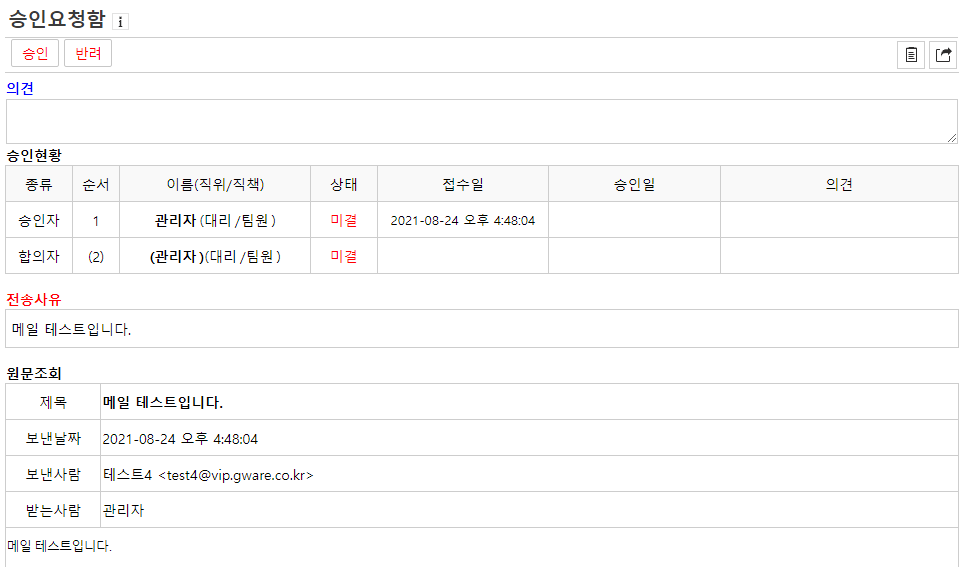 승인요청함 i
승인 반려
의견
승인현황
종류 순서 이름(직위/직책) 상태 접수일 승인일 의견
승인자 1 관리자 (대리 /팀원 ) 미결 2021-08-24 오후 4:48:04
합의자 (2) (관리자 )(대리 /팀원 ) 미결
전송사유
메일 테스트입니다.
원문조회
제목 메일 테스트입니다.
보낸날짜 2021-08-24 오후 4:48:04
보낸사람 테스트4 <test4@vip.gware.co.kr>
받는사람 관리자
메일 테스트입니다.